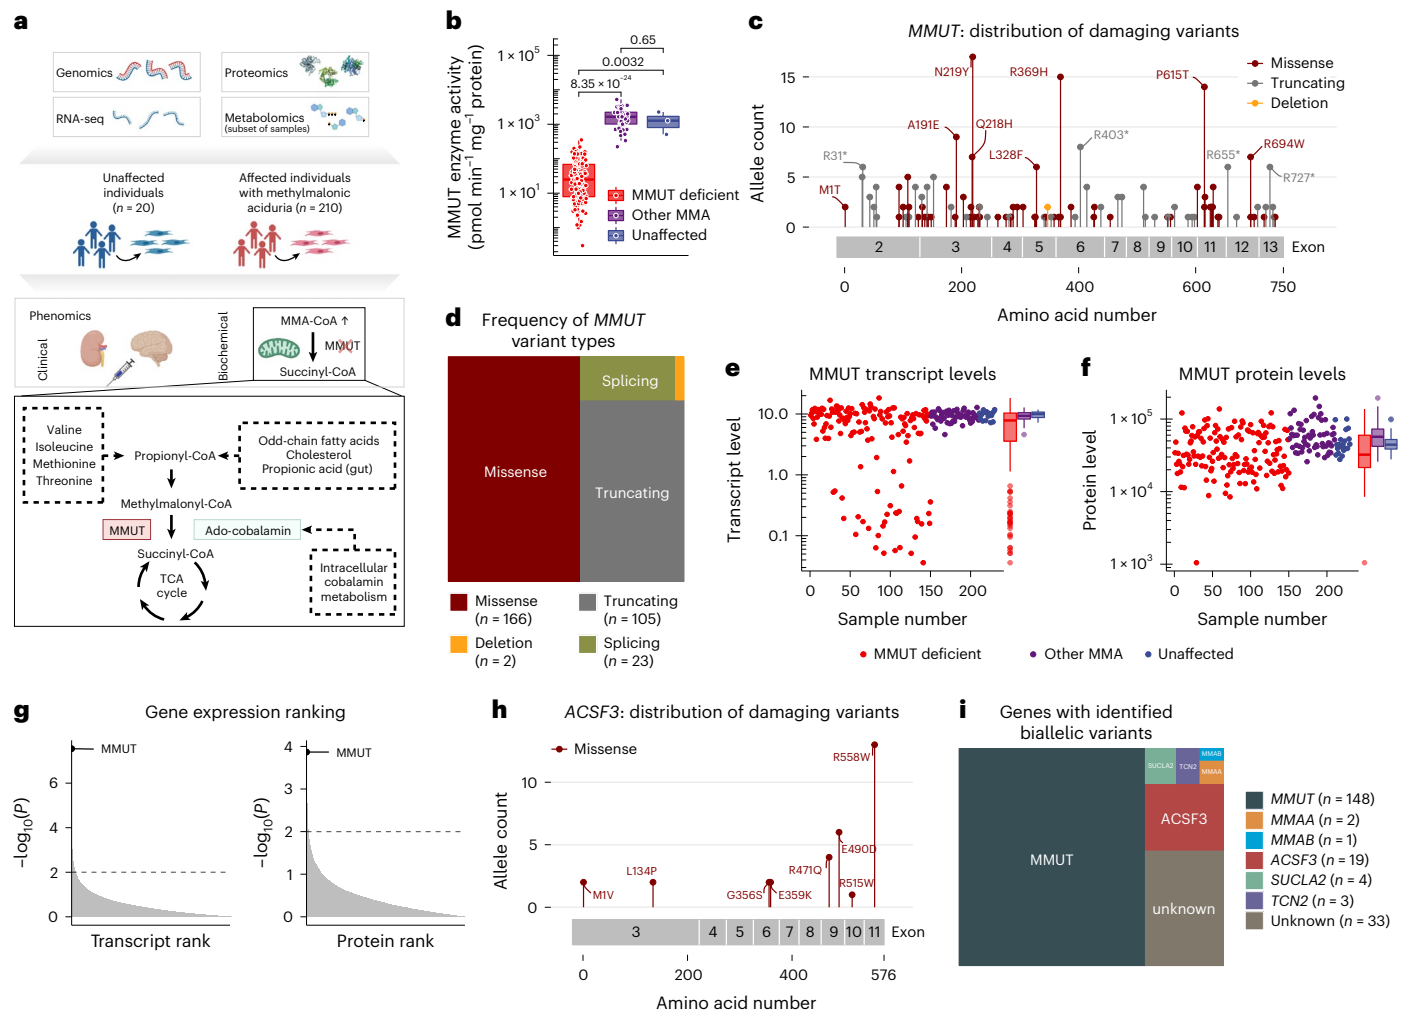 a
Genomics
Proteomics
RNA-seq
Metabolomics
(subset of samples)
Unaffected
individuals
(n = 20)
Affected individuals
with methylmalonic
aciduria (n = 210)
Phenomics
Clinical
Biochemical
MMA-CoA ↑
MMUT
Succinyl-CoA
Valine
Isoleucine
Methionine
Threonine
Propionyl-CoA
Odd-chain fatty acids
Cholesterol
Propionic acid (gut)
Methylmalonyl-CoA
MMUT
Ado-cobalamin
Succinyl-CoA
TCA
cycle
Intracellular
cobalamin
metabolism
b
MMUT enzyme activity
(pmol min⁻¹ mg⁻¹ protein)
1 × 10⁵
1 × 10³
1 × 10¹
0.65
0.0032
8.35 × 10⁻²⁴
MMUT deficient
Other MMA
Unaffected
c
MMUT: distribution of damaging variants
Allele count
15
10
5
0
Missense
Truncating
Deletion
N219Y
R369H
P615T
A191E
Q218H
R403*
R31*
L328F
R655*
R694W
M1T
R727*
2
3
4
5
6
7
8
9
10
11
12
13
Exon
0
200
400
600
750
Amino acid number
d
Frequency of MMUT
variant types
Missense
Splicing
Truncating
Missense
(n = 166)
Truncating
(n = 105)
Deletion
(n = 2)
Splicing
(n = 23)
e
MMUT transcript levels
Transcript level
10.0
1.0
0.1
0
50
100
150
200
Sample number
f
MMUT protein levels
Protein level
1 × 10⁵
1 × 10⁴
1 × 10³
0
50
100
150
200
Sample number
MMUT deficient
Other MMA
Unaffected
g
Gene expression ranking
−log₁₀(P)
6
4
2
0
MMUT
Transcript rank
−log₁₀(P)
4
3
2
1
0
MMUT
Protein rank
h
ACSF3: distribution of damaging variants
Missense
Allele count
10
5
0
R558W
E490D
R471Q
L134P
M1V
G356S
E359K
R515W
3
4
5
6
7
8
9
10
11
Exon
0
200
400
576
Amino acid number
i
Genes with identified
biallelic variants
MMUT
SUCLA2
TCN2
MMAB
MMAA
ACSF3
unknown
MMUT (n = 148)
MMAA (n = 2)
MMAB (n = 1)
ACSF3 (n = 19)
SUCLA2 (n = 4)
TCN2 (n = 3)
Unknown (n = 33)